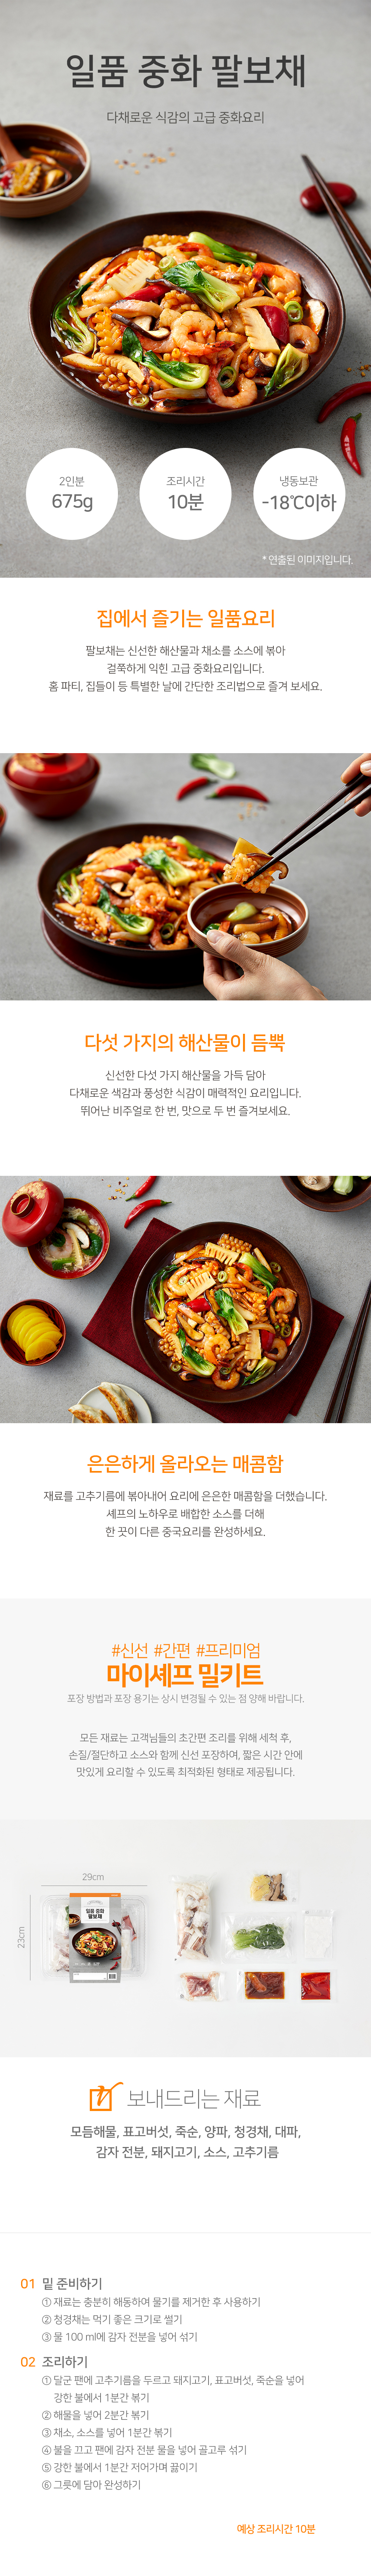 일품 중화 팔보채
다채로운 식감의 고급 중화요리
2인분
675g
조리시간
10분
냉동보관
-18℃이하
* 연출된 이미지입니다.
집에서 즐기는 일품요리
팔보채는 신선한 해산물과 채소를 소스에 볶아
걸쭉하게 익힌 고급 중화요리입니다.
홈 파티, 집들이 등 특별한 날에 간단한 조리법으로 즐겨 보세요.
다섯 가지의 해산물이 듬뿍
신선한 다섯 가지 해산물을 가득 담아
다채로운 색감과 풍성한 식감이 매력적인 요리입니다.
뛰어난 비주얼로 한 번, 맛으로 두 번 즐겨보세요.
은은하게 올라오는 매콤함
재료를 고추기름에 볶아내어 요리에 은은한 매콤함을 더했습니다.
셰프의 노하우로 배합한 소스를 더해
한 끗이 다른 중국요리를 완성하세요.
#신선 #간편 #프리미엄
마이셰프 밀키트
포장 방법과 포장 용기는 상시 변경될 수 있는 점 양해 바랍니다.
모든 재료는 고객님들의 초간편 조리를 위해 세척 후,
손질/절단하고 소스와 함께 신선 포장하여, 짧은 시간 안에
맛있게 요리할 수 있도록 최적화된 형태로 제공됩니다.
29cm
23cm
일품 중화
팔보채
보내드리는 재료
모듬해물, 표고버섯, 죽순, 양파, 청경채, 대파,
감자 전분, 돼지고기, 소스, 고추기름
01 밑 준비하기
① 재료는 충분히 해동하여 물기를 제거한 후 사용하기
② 청경채는 먹기 좋은 크기로 썰기
③ 물 100 ml에 감자 전분을 넣어 섞기
02 조리하기
① 달군 팬에 고추기름을 두르고 돼지고기, 표고버섯, 죽순을 넣어
강한 불에서 1분간 볶기
② 해물을 넣어 2분간 볶기
③ 채소, 소스를 넣어 1분간 볶기
④ 불을 끄고 팬에 감자 전분 물을 넣어 골고루 섞기
⑤ 강한 불에서 1분간 저어가며 끓이기
⑥ 그릇에 담아 완성하기
예상 조리시간 10분